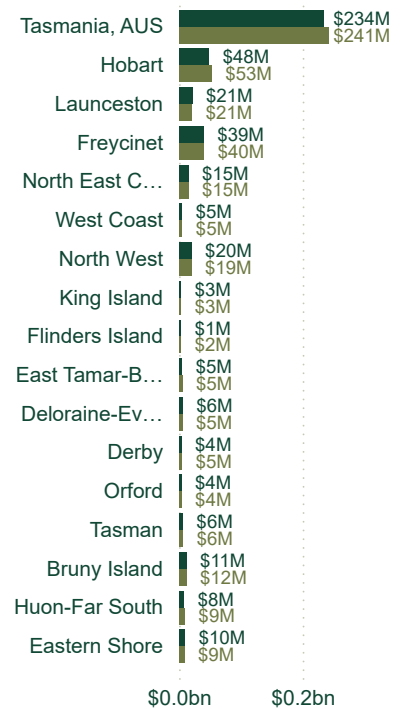 Tasmania, AUS $234M
$241M
Hobart $48M
$53M
Launceston $21M
$21M
Freycinet $39M
$40M
North East C… $15M
$15M
West Coast $5M
$5M
North West $20M
$19M
King Island $3M
$3M
Flinders Island $1M
$2M
East Tamar-B… $5M
$5M
Deloraine-Ev… $6M
$5M
Derby $4M
$5M
Orford $4M
$4M
Tasman $6M
$6M
Bruny Island $11M
$12M
Huon-Far South $8M
$9M
Eastern Shore $10M
$9M
$0.0bn $0.2bn